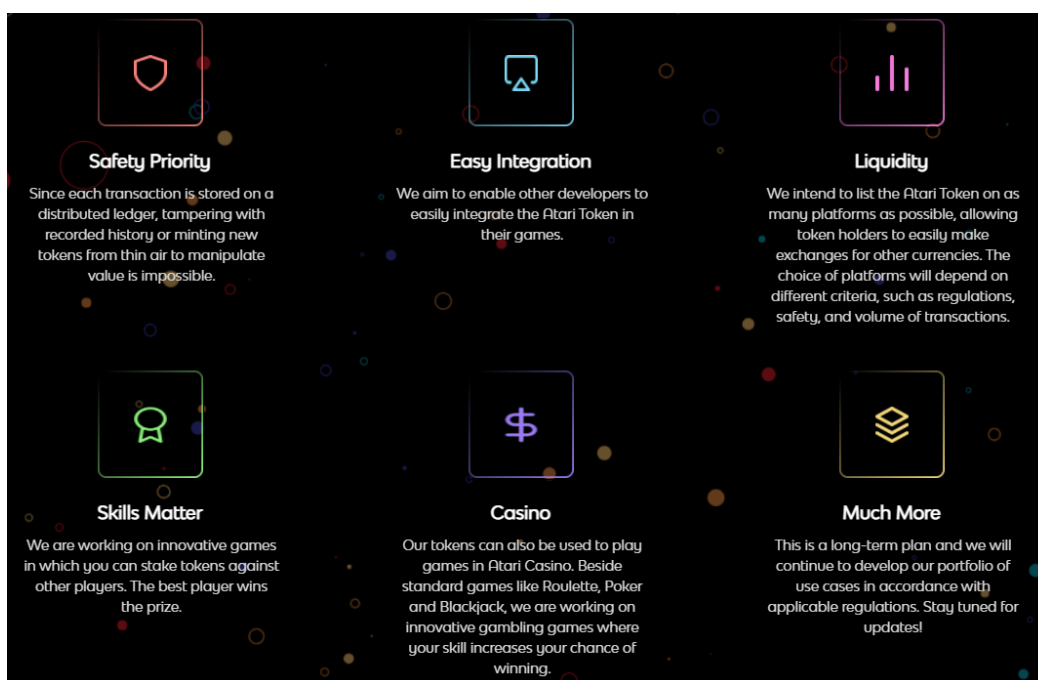 Safety Priority
Since each transaction is stored on a
distributed ledger, tampering with
recorded history or minting new
tokens from thin air to manipulate
value is impossible.
Easy Integration
We aim to enable other developers to
easily integrate the Atari Token in
their games.
Liquidity
We intend to list the Atari Token on as
many platforms as possible, allowing
token holders to easily make
exchanges for other currencies. The
choice of platforms will depend on
different criteria, such as regulations,
safety, and volume of transactions.
Skills Matter
We are working on innovative games
in which you can stake tokens against
other players. The best player wins
the prize.
Casino
Our tokens can also be used to play
games in Atari Casino. Beside
standard games like Roulette, Poker
and Blackjack, we are working on
innovative gambling games where
your skill increases your chance of
winning.
Much More
This is a long-term plan and we will
continue to develop our portfolio of
use cases in accordance with
applicable regulations. Stay tuned for
updates!